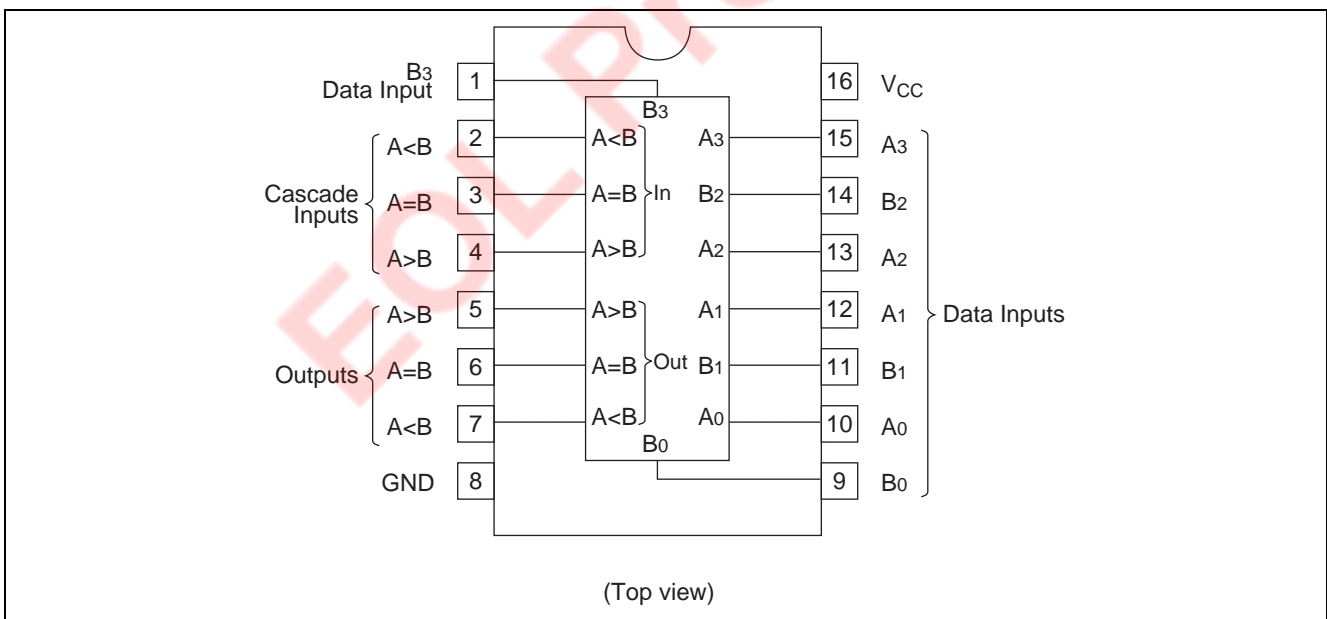 B3
Data Input
1
16
VCC
B3
A<B
2
A<B
A3
15
A3
Cascade
Inputs
A=B
3
A=B
In
B2
14
B2
A>B
4
A>B
A2
13
A2
A>B
5
A>B
A1
12
A1
Data Inputs
Outputs
A=B
6
A=B
Out
B1
11
B1
A<B
7
A<B
A0
10
A0
B0
GND
8
9
B0
(Top view)
EOL Pr